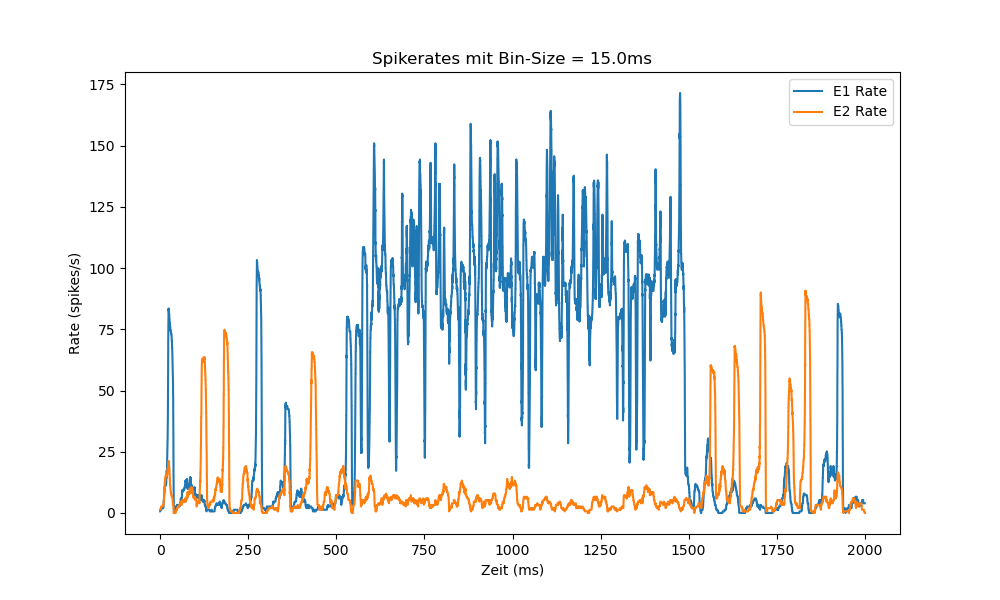 Spikerates mit Bin-Size = 15.0ms
E1 Rate
E2 Rate
Rate (spikes/s)
175
150
125
100
75
50
25
0
0 250 500 750 1000 1250 1500 1750 2000
Zeit (ms)